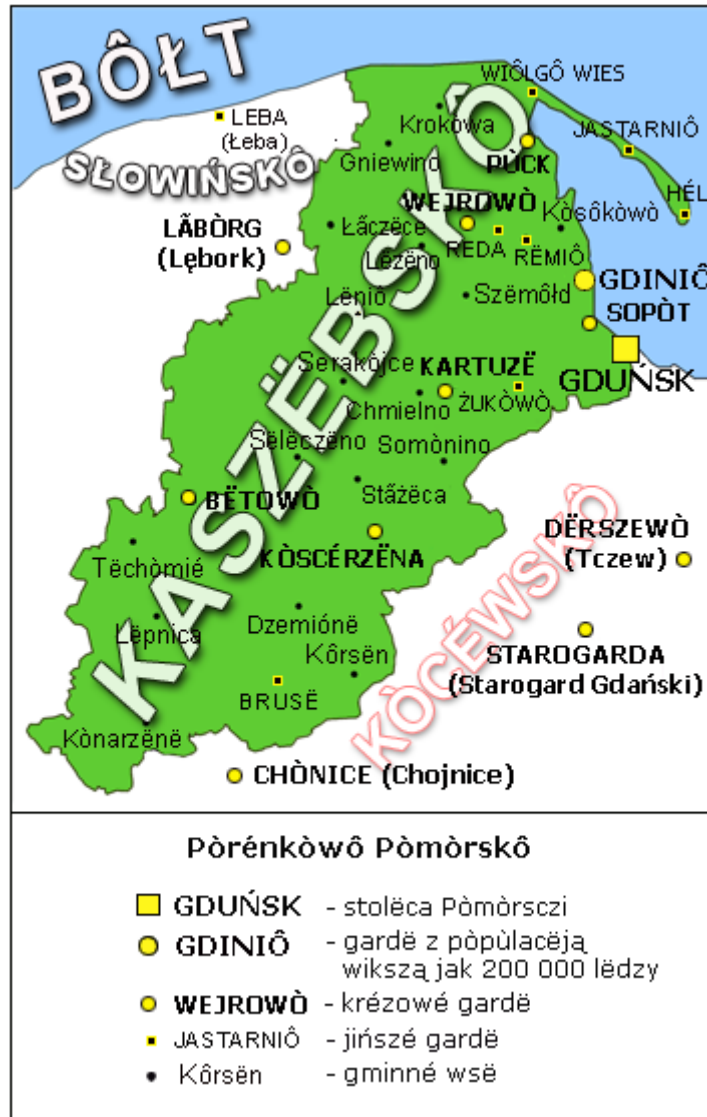 BÔŁT
WIÔLGÔ WIES
LEBA
(Łeba)
Krokòwa
JASTARNIÔ
Gniewinò
PÙCK
SŁOWIŃSKÔ
HÉL
WEJROWÒ
Kòsôkòwò
LÃBÒRG
(Lębork)
Łãczëce
REDA
RËMIÔ
Lëzëno
GDINIÔ
Lëniô
Szëmôłd
SOPÒT
Serakòjce
KARTUZË
GDUŃSK
Chmielno
ŻUKÒWÒ
KASZËBSKÔ
Sëlëczëno
Somònino
BËTOWÒ
Stãżëca
DËRSZEWÒ
(Tczew)
KÒSCÉRZËNA
Tëchòmié
KÒCÉWSKÔ
Lëpnica
Dzemiónë
STAROGARDA
(Starogard Gdański)
Kôrsën
BRUSË
Kònarzënë
CHÒNICE (Chojnice)
Pòrénkòwô Pòmòrskô
GDUŃSK - stolëca Pòmòrsczi
GDINIÔ - gardë z pòpùlacëją
wikszą jak 200 000 lëdzy
WEJROWÒ - krézowé gardë
JASTARNIÔ - jińszé gardë
Kôrsën - gminné wsë